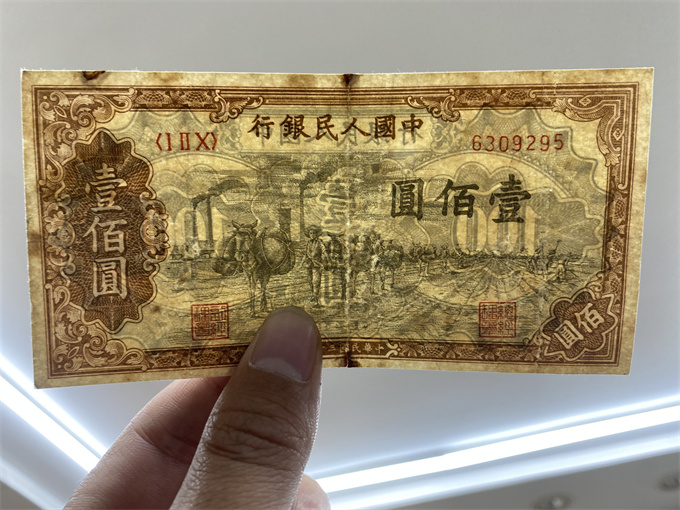 行銀民人國中
〈I II X〉
6309295
圓佰壹
壹佰圓
佰圓